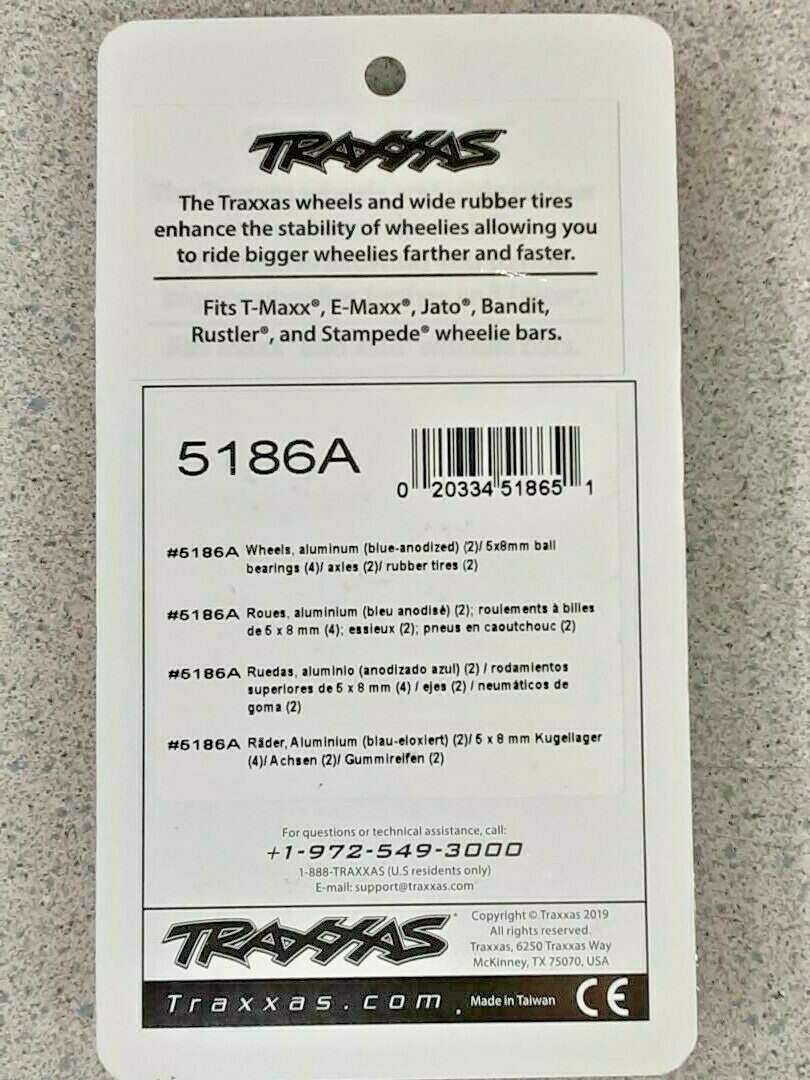 TRAXXAS
The Traxxas wheels and wide rubber tires
enhance the stability of wheelies allowing you
to ride bigger wheelies farther and faster.
Fits T-Maxx®, E-Maxx®, Jato®, Bandit,
Rustler®, and Stampede® wheelie bars.
5186A
0 20334 51865 1
#5186A Wheels, aluminum (blue-anodized) (2)/ 5x8mm ball
bearings (4)/ axles (2)/ rubber tires (2)
#5186A Roues, aluminium (bleu anodisé) (2); roulements à billes
de 5 x 8 mm (4); essieux (2); pneus en caoutchouc (2)
#5186A Ruedas, aluminio (anodizado azul) (2) / rodamientos
superiores de 5 x 8 mm (4) / ejes (2) / neumáticos de
goma (2)
#5186A Räder, Aluminium (blau-eloxiert) (2)/ 5 x 8 mm Kugellager
(4)/ Achsen (2)/ Gummireifen (2)
For questions or technical assistance, call:
+1-972-549-3000
1-888-TRAXXAS (U.S residents only)
E-mail: support@traxxas.com
TRAXXAS
Copyright © Traxxas 2019
All rights reserved.
Traxxas, 6250 Traxxas Way
McKinney, TX 75070, USA
Traxxas.com. Made in Taiwan CE